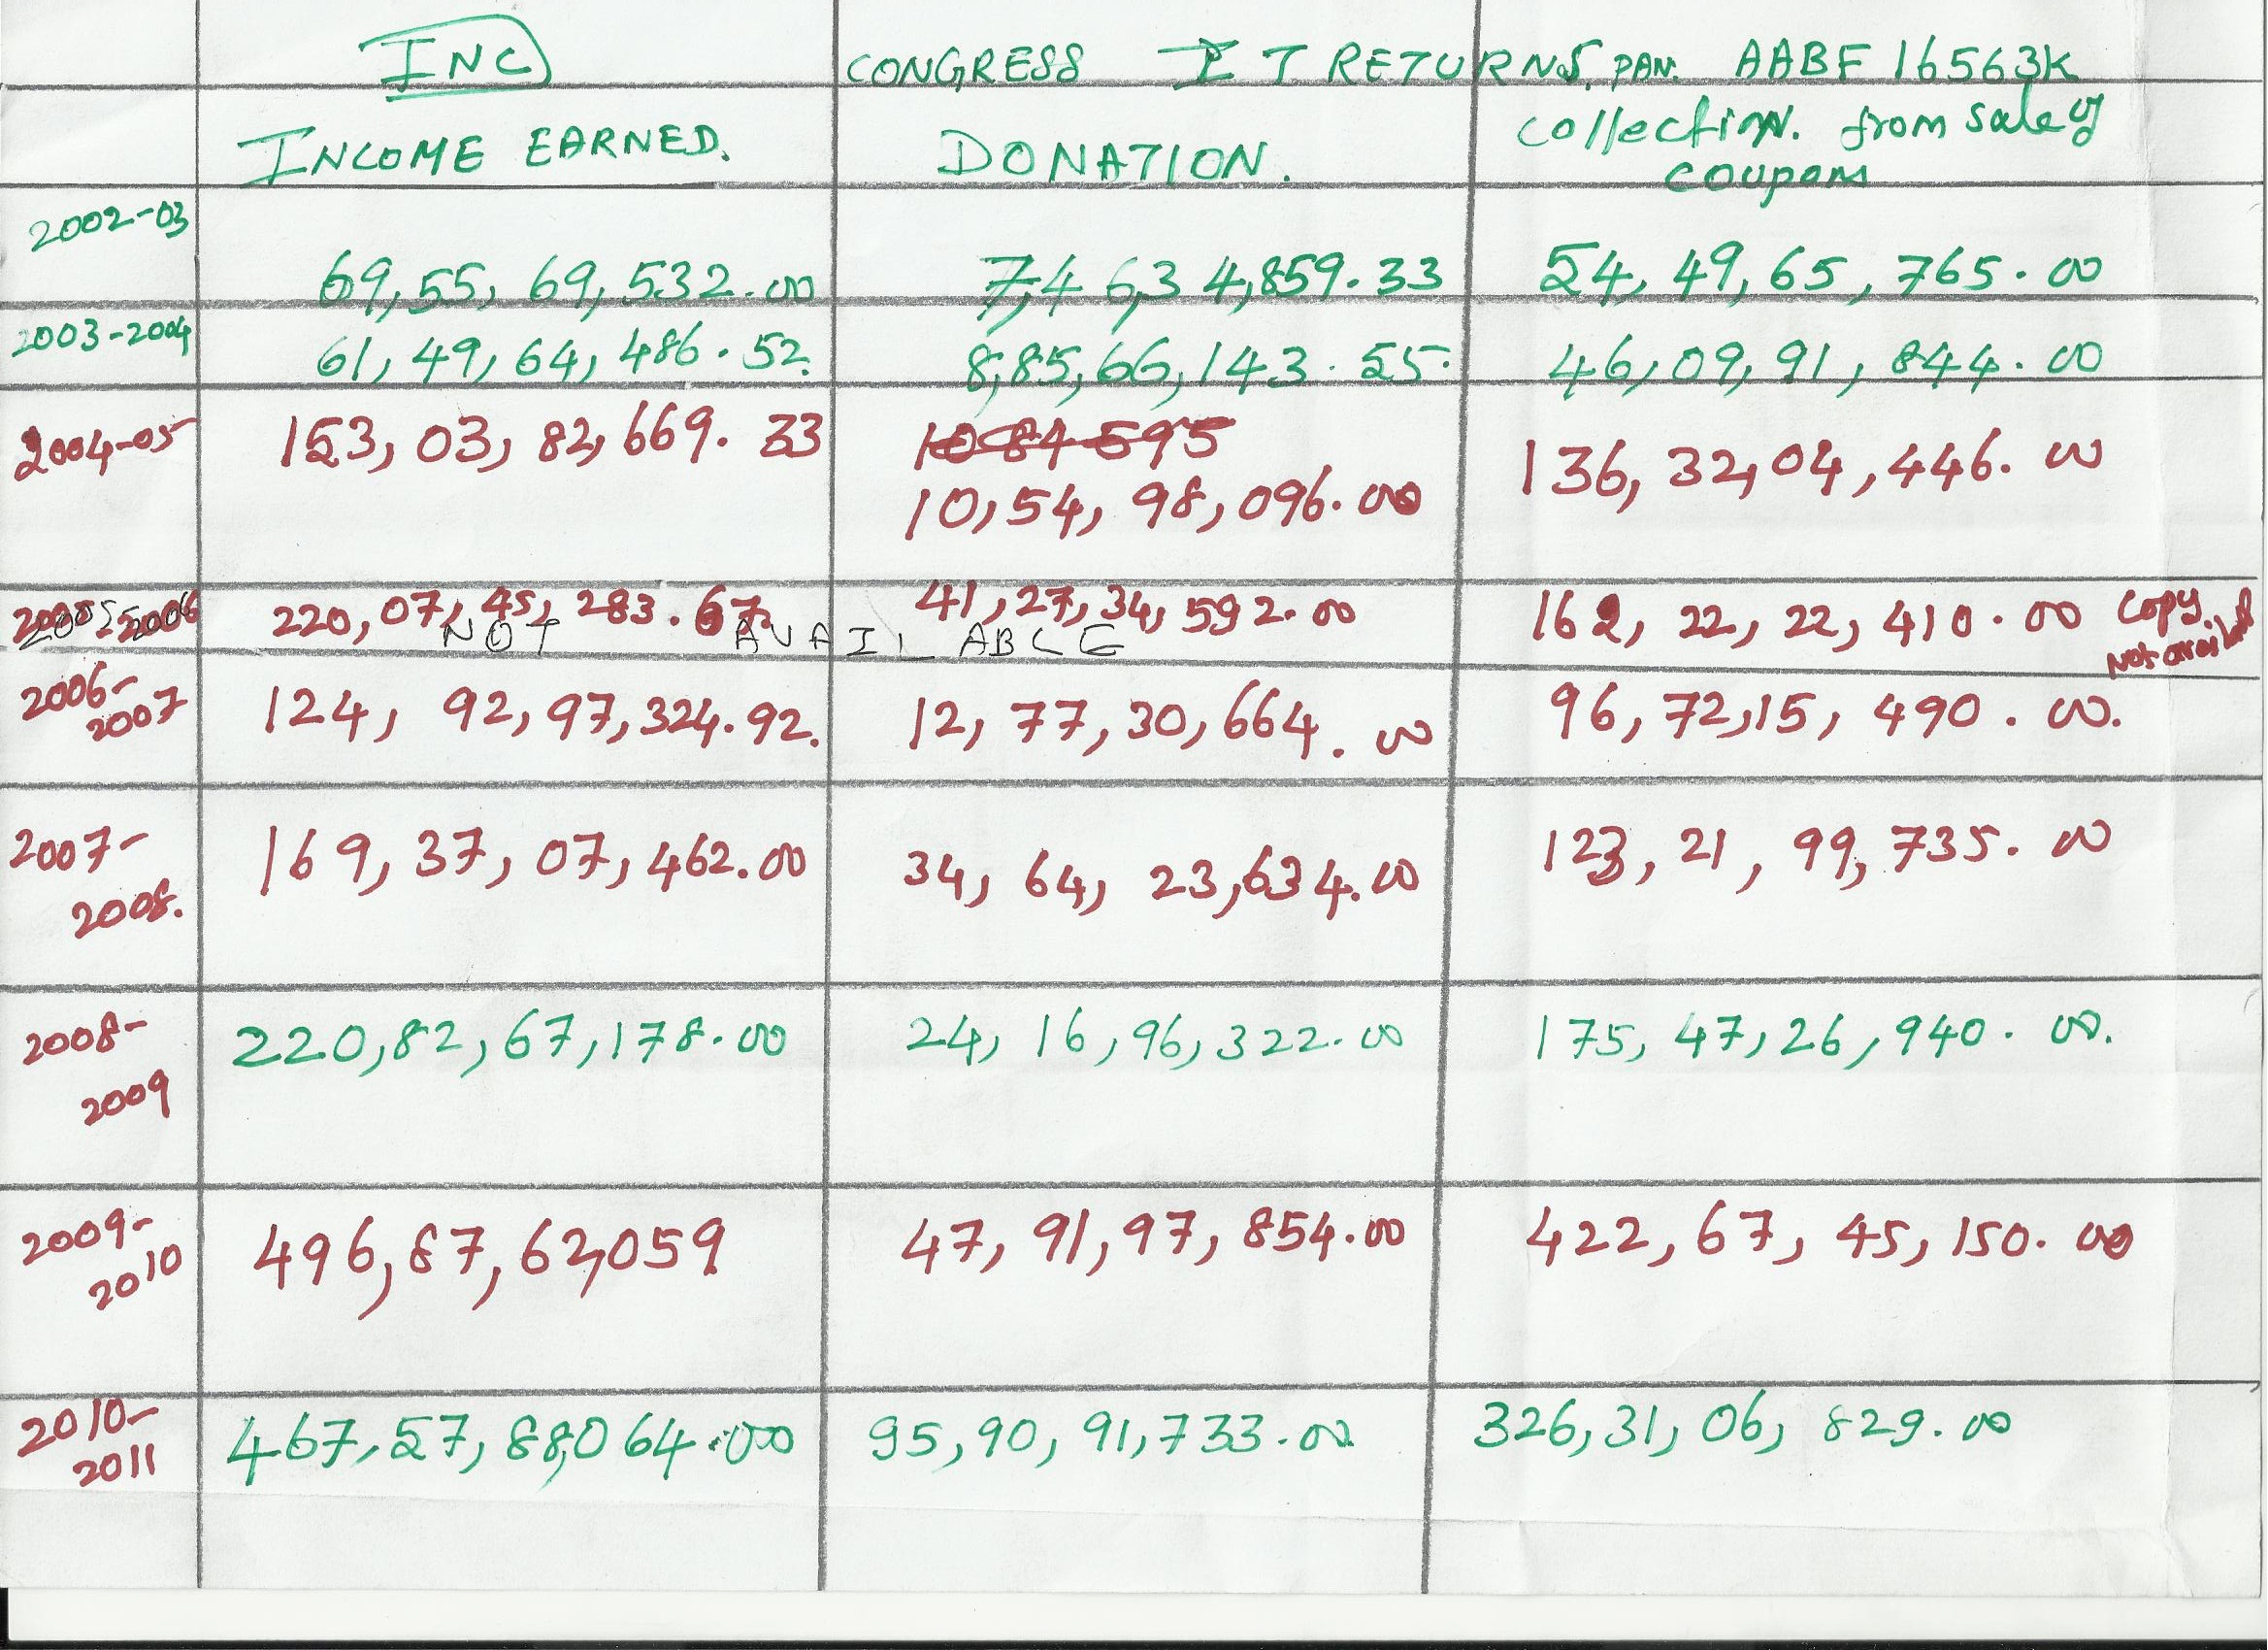 INC CONGRESS I T RETURNS, PAN. AABF 16563K
INCOME EARNED. DONATION. Collection. from sale of
coupons
2002-03
69,55, 69,532.00 7,4 6,3 4,859.33 54,49,65,765.00
2003-2004 61,49,64,486.52 8,85,66,143.55. 46,09,91,844.00
2004-05 153,03,82,669.33 10 84 595 136,32,04,446.00
10,54,98,096.00
2005-2006 220,07,45,283.67 41,27,34,592.00 162,22,22,410.00 Copy.
NOT AVAILABLE Not
2006- 124, 92,97,324.92. 12,77,30,664.00 96,72,15,490.00.
2007
2007- 169,37,07,462.00 34,64,23,634.00 123,21,99,735.00
2008.
2008- 220,82,67,178.00 24,16,96,322.00 175,47,26,940.00.
2009
2009- 496,87,62,059 47,91,97,854.00 422,67,45,150.00
2010
2010- 467,57,88,064.00 95,90,91,733.00 326,31,06,829.00
2011